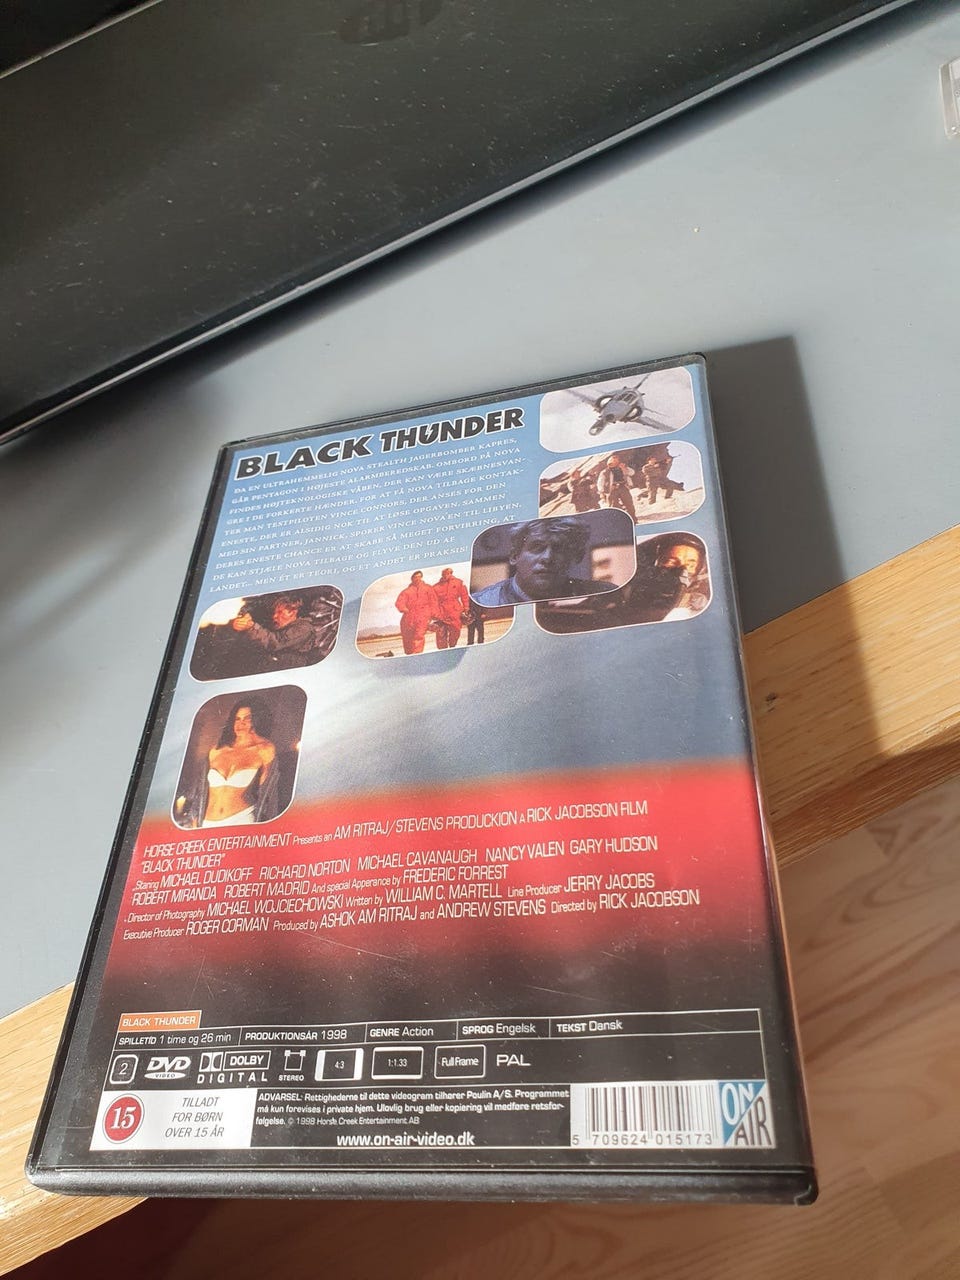 BLACK THUNDER
DA EN ULTRAHEMMELIG NOVA STEALTH JAGERBOMBER KAPRES,
GÅR PENTAGON I HØJESTE ALARMBEREDSKAB. OMBORD PÅ NOVA
FINDES HØJTEKNOLOGISKE VÅBEN, DER KAN VÆRE SKÆBNESVAN-
GRE I DE FORKERTE HÆNDER. FOR AT FÅ NOVA TILBAGE KONTAK-
TER MAN TESTPILOTEN VINCE CONNORS, DER ANSES FOR DEN
ENESTE, DER ER ALSIDIG NOK TIL AT LØSE OPGAVEN. SAMMEN
MED SIN PARTNER, JANNICK, SPORER VINCE NOVA'EN TIL LIBYEN.
DERES ENESTE CHANCE ER AT SKABE SÅ MEGET FORVIRRING, AT
DE KAN STJÆLE NOVA TILBAGE OG FLYVE DEN UD AF
LANDET... MEN ÉT ER TEORI, OG ET ANDET ER PRAKSIS!
HORSE CREEK ENTERTAINMENT Presents an AM RITRAJ/STEVENS PRODUCKION A RICK JACOBSON FILM
"BLACK THUNDER"
Starring MICHAEL DUDIKOFF RICHARD NORTON MICHAEL CAVANAUGH NANCY VALEN GARY HUDSON
ROBERT MIRANDA ROBERT MADRID And special Apperance by FREDERIC FORREST
Director of Photography MICHAEL WOJCIECHOWSKI Written by WILLIAM C. MARTELL Line Producer JERRY JACOBS
Executive Producer ROGER CORMAN Produced by ASHOK AM RITRAJ and ANDREW STEVENS Directed by RICK JACOBSON
BLACK THUNDER
SPILLETID 1 time og 26 min PRODUKTIONSÅR 1998 GENRE Action SPROG Engelsk TEKST Dansk
2 DVD VIDEO DOLBY DIGITAL STEREO 4:3 1:1.33 Full Frame PAL
15 TILLADT
FOR BØRN
OVER 15 ÅR
ADVARSEL: Rettighederne til dette videogram tilhører Poulin A/S. Programmet
må kun forevises i private hjem. Ulovlig brug eller kopiering vil medføre retsfor-
følgelse. © 1998 Horse Creek Entertainment AB
www.on-air-video.dk
5 709624 015173
ON AIR